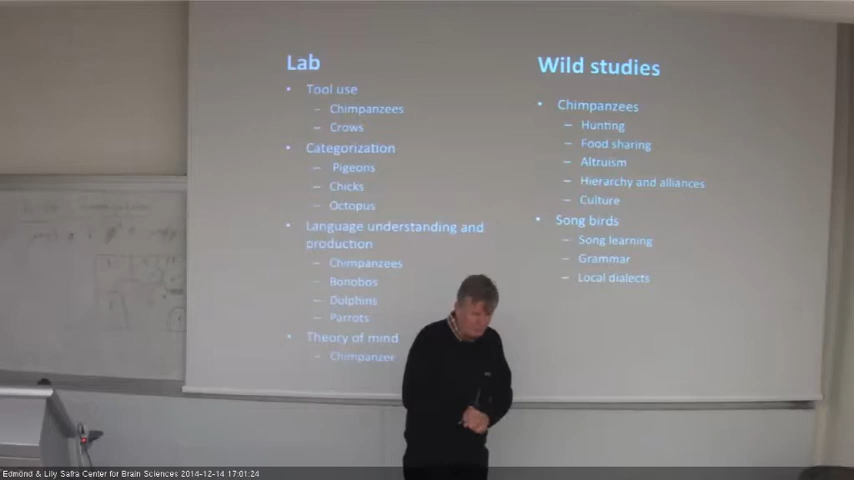 Lab
• Tool use
– Chimpanzees
– Crows
• Categorization
– Pigeons
– Chicks
– Octopus
• Language understanding and
production
– Chimpanzees
– Bonobos
– Dolphins
– Parrots
• Theory of mind
– Chimpanzer
Wild studies
• Chimpanzees
– Hunting
– Food sharing
– Altruism
– Hierarchy and alliances
– Culture
• Song birds
– Song learning
– Grammar
– Local dialects
Edmond & Lily Safra Center for Brain Sciences 2014-12-14 17:01:24